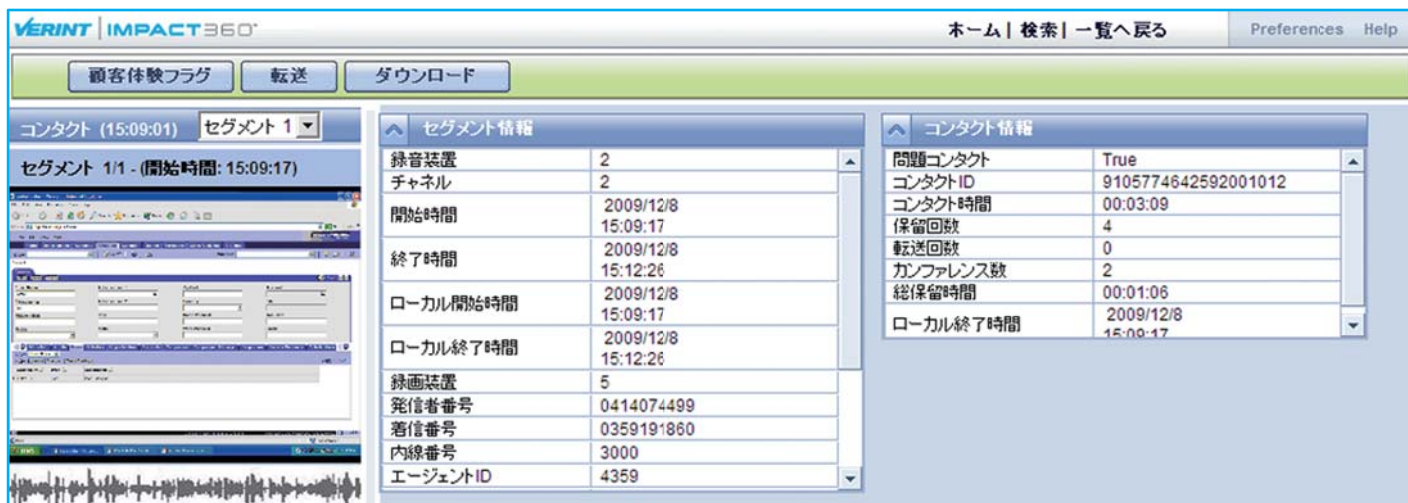 VERINT IMPACT360
ホーム | 検索 | 一覧へ戻る
Preferences Help
顧客体験フラグ 転送 ダウンロード
コンタクト (15:09:01) セグメント 1
セグメント 1/1 - (開始時間: 15:09:17)
セグメント情報
録音装置 2
チャネル 2
開始時間 2009/12/8
15:09:17
終了時間 2009/12/8
15:12:26
ローカル開始時間 2009/12/8
15:09:17
ローカル終了時間 2009/12/8
15:12:26
録画装置 5
発信者番号 0414074499
着信番号 0359191860
内線番号 3000
エージェントID 4359
コンタクト情報
問題コンタクト True
コンタクトID 9105774642592001012
コンタクト時間 00:03:09
保留回数 4
転送回数 0
カンファレンス数 2
総保留時間 00:01:06
ローカル終了時間 2009/12/8
15:09:17